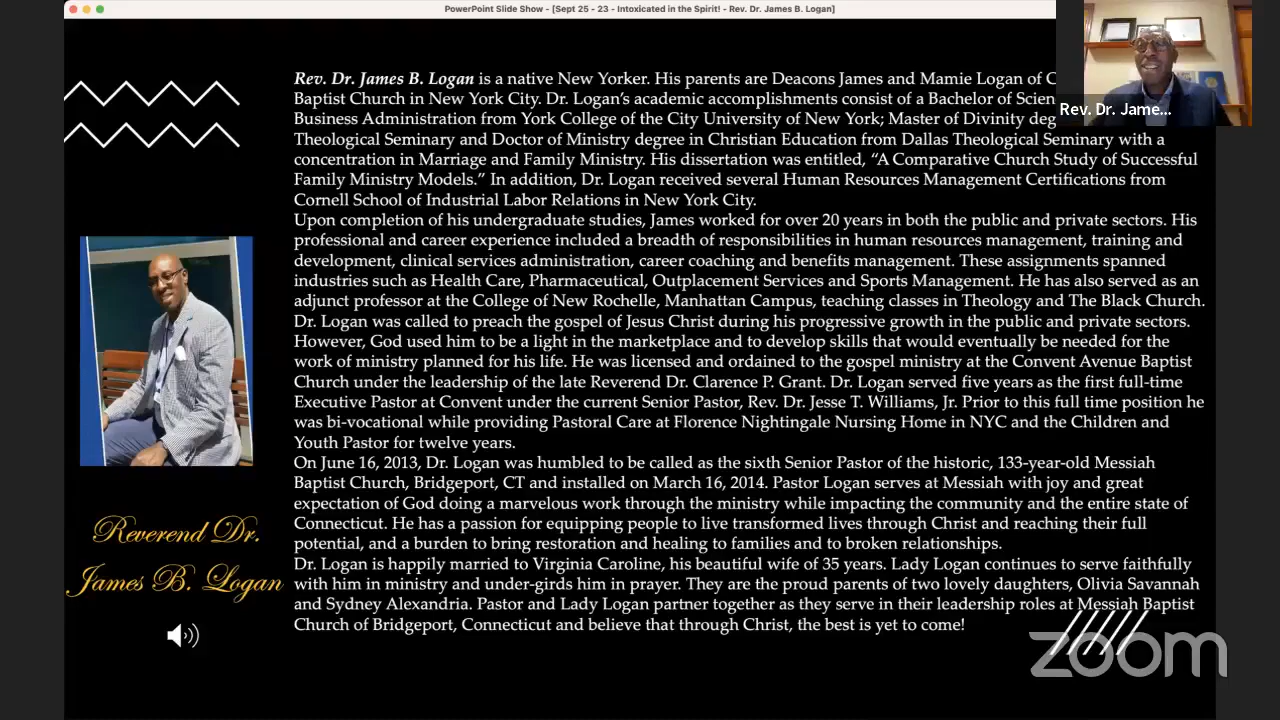 PowerPoint Slide Show - [Sept 25 - 23 - Intoxicated in the Spirit! - Rev. Dr. James B. Logan]
Rev. Dr. Jame...
Rev. Dr. James B. Logan is a native New Yorker. His parents are Deacons James and Mamie Logan of
Baptist Church in New York City. Dr. Logan's academic accomplishments consist of a Bachelor of
Business Administration from York College of the City University of New York; Master of Divinity
Theological Seminary and Doctor of Ministry degree in Christian Education from Dallas Theological Seminary with a
concentration in Marriage and Family Ministry. His dissertation was entitled, “A Comparative Church Study of Successful
Family Ministry Models.” In addition, Dr. Logan received several Human Resources Management Certifications from
Cornell School of Industrial Labor Relations in New York City.
Upon completion of his undergraduate studies, James worked for over 20 years in both the public and private sectors. His
professional and career experience included a breadth of responsibilities in human resources management, training and
development, clinical services administration, career coaching and benefits management. These assignments spanned
industries such as Health Care, Pharmaceutical, Outplacement Services and Sports Management. He has also served as an
adjunct professor at the College of New Rochelle, Manhattan Campus, teaching classes in Theology and The Black Church.
Dr. Logan was called to preach the gospel of Jesus Christ during his progressive growth in the public and private sectors.
However, God used him to be a light in the marketplace and to develop skills that would eventually be needed for the
work of ministry planned for his life. He was licensed and ordained to the gospel ministry at the Convent Avenue Baptist
Church under the leadership of the late Reverend Dr. Clarence P. Grant. Dr. Logan served five years as the first full-time
Executive Pastor at Convent under the current Senior Pastor, Rev. Dr. Jesse T. Williams, Jr. Prior to this full time position he
was bi-vocational while providing Pastoral Care at Florence Nightingale Nursing Home in NYC and the Children and
Youth Pastor for twelve years.
On June 16, 2013, Dr. Logan was humbled to be called as the sixth Senior Pastor of the historic, 133-year-old Messiah
Baptist Church, Bridgeport, CT and installed on March 16, 2014. Pastor Logan serves at Messiah with joy and great
expectation of God doing a marvelous work through the ministry while impacting the community and the entire state of
Connecticut. He has a passion for equipping people to live transformed lives through Christ and reaching their full
potential, and a burden to bring restoration and healing to families and to broken relationships.
Dr. Logan is happily married to Virginia Caroline, his beautiful wife of 35 years. Lady Logan continues to serve faithfully
with him in ministry and under-girds him in prayer. They are the proud parents of two lovely daughters, Olivia Savannah
and Sydney Alexandria. Pastor and Lady Logan partner together as they serve in their leadership roles at Messiah Baptist
Church of Bridgeport, Connecticut and believe that through Christ, the best is yet to come!
Reverend Dr.
James B. Logan
zoom